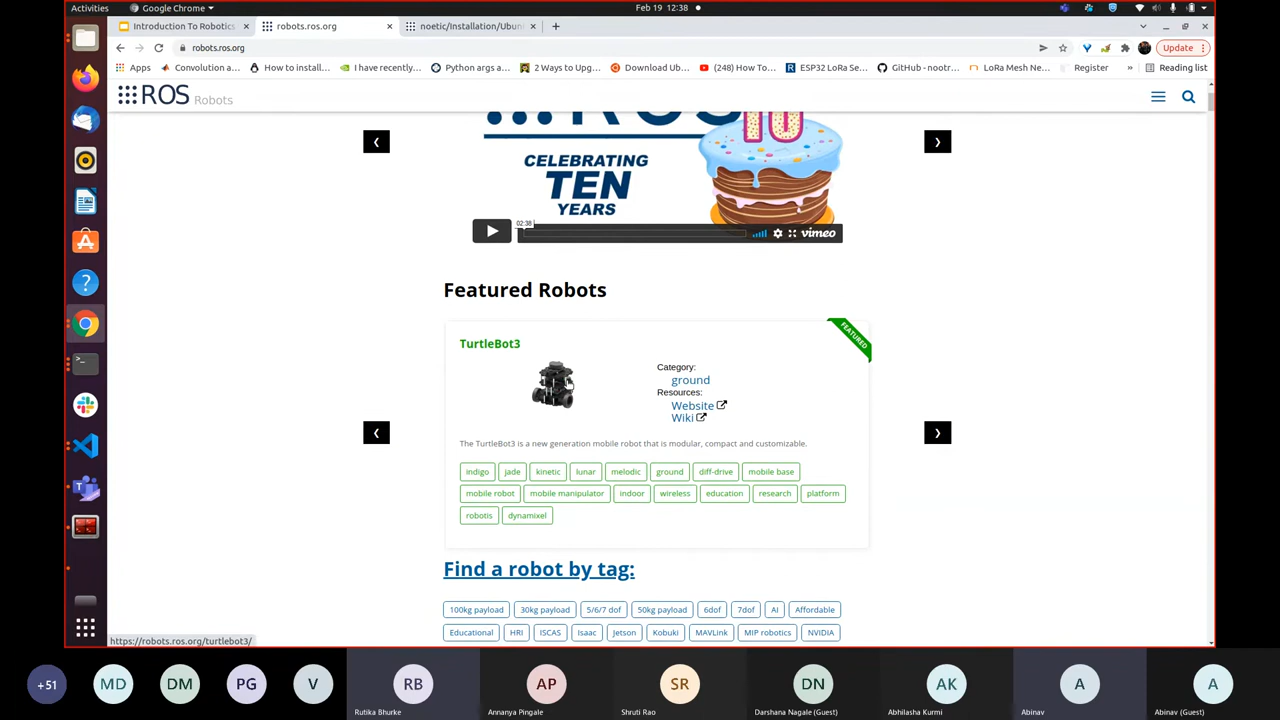 Activities
Google Chrome
Feb 19 12:38
Introduction To Robotics
robots.ros.org
noetic/Installation/Ubun
robots.ros.org
Update
Apps
Convolution a...
How to install...
I have recently...
Python args a...
2 Ways to Upg...
Download Ub...
(248) How To...
ESP32 LoRa Se...
GitHub - nootr...
LoRa Mesh Ne...
Register
Reading list
ROS Robots
ROS
10
CELEBRATING
TEN
YEARS
02:38
vimeo
Featured Robots
FEATURED
TurtleBot3
Category:
ground
Resources:
Website
Wiki
The TurtleBot3 is a new generation mobile robot that is modular, compact and customizable.
indigo jade kinetic lunar melodic ground diff-drive mobile base
mobile robot mobile manipulator indoor wireless education research platform
robotis dynamixel
Find a robot by tag:
100kg payload 30kg payload 5/6/7 dof 50kg payload 6dof 7dof AI Affordable
Educational HRI ISCAS Isaac Jetson Kobuki MAVLink MIP robotics NVIDIA
https://robots.ros.org/turtlebot3/
+51 MD DM PG V RB AP SR DN AK A A
Rutika Bhurke Annanya Pingale Shruti Rao Darshana Nagale (Guest) Abhilasha Kurmi Abinav Abinav (Guest)